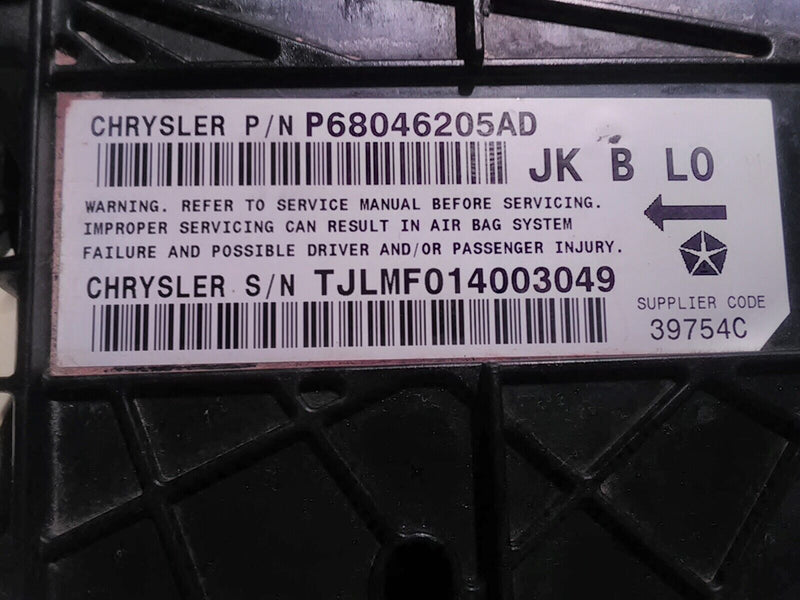 CHRYSLER P/N P68046205AD
JK B LO
WARNING. REFER TO SERVICE MANUAL BEFORE SERVICING.
IMPROPER SERVICING CAN RESULT IN AIR BAG SYSTEM
FAILURE AND POSSIBLE DRIVER AND/OR PASSENGER INJURY.
CHRYSLER S/N TJLMF014003049
SUPPLIER CODE
39754C